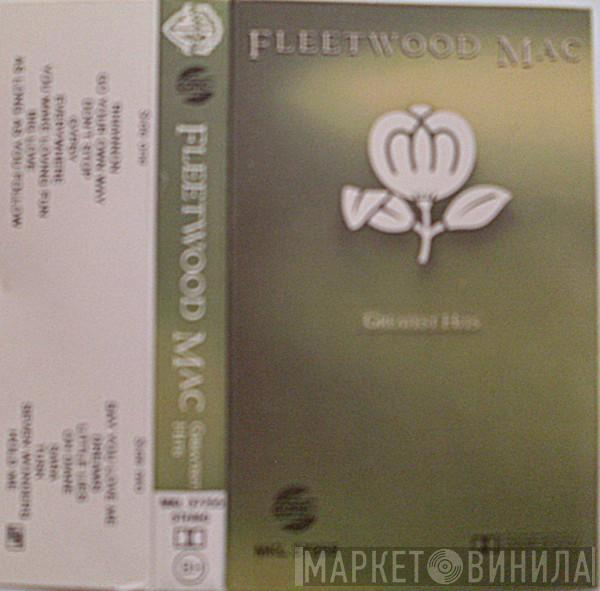 FLEETWOOD MAC
GREATEST HITS
FLEETWOOD MAC
GREATEST HITS
STEREO
SIDE ONE
RHIANNON
GO YOUR OWN WAY
DON'T STOP
GYPSY
EVERYWHERE
YOU MAKE LOVING FUN
BIG LOVE
AS LONG AS YOU FOLLOW
SIDE TWO
SAY YOU LOVE ME
DREAMS
LITTLE LIES
SARA
TUSK
SEVEN WONDERS
HOLD ME
МАРКЕТ ВИНИЛА